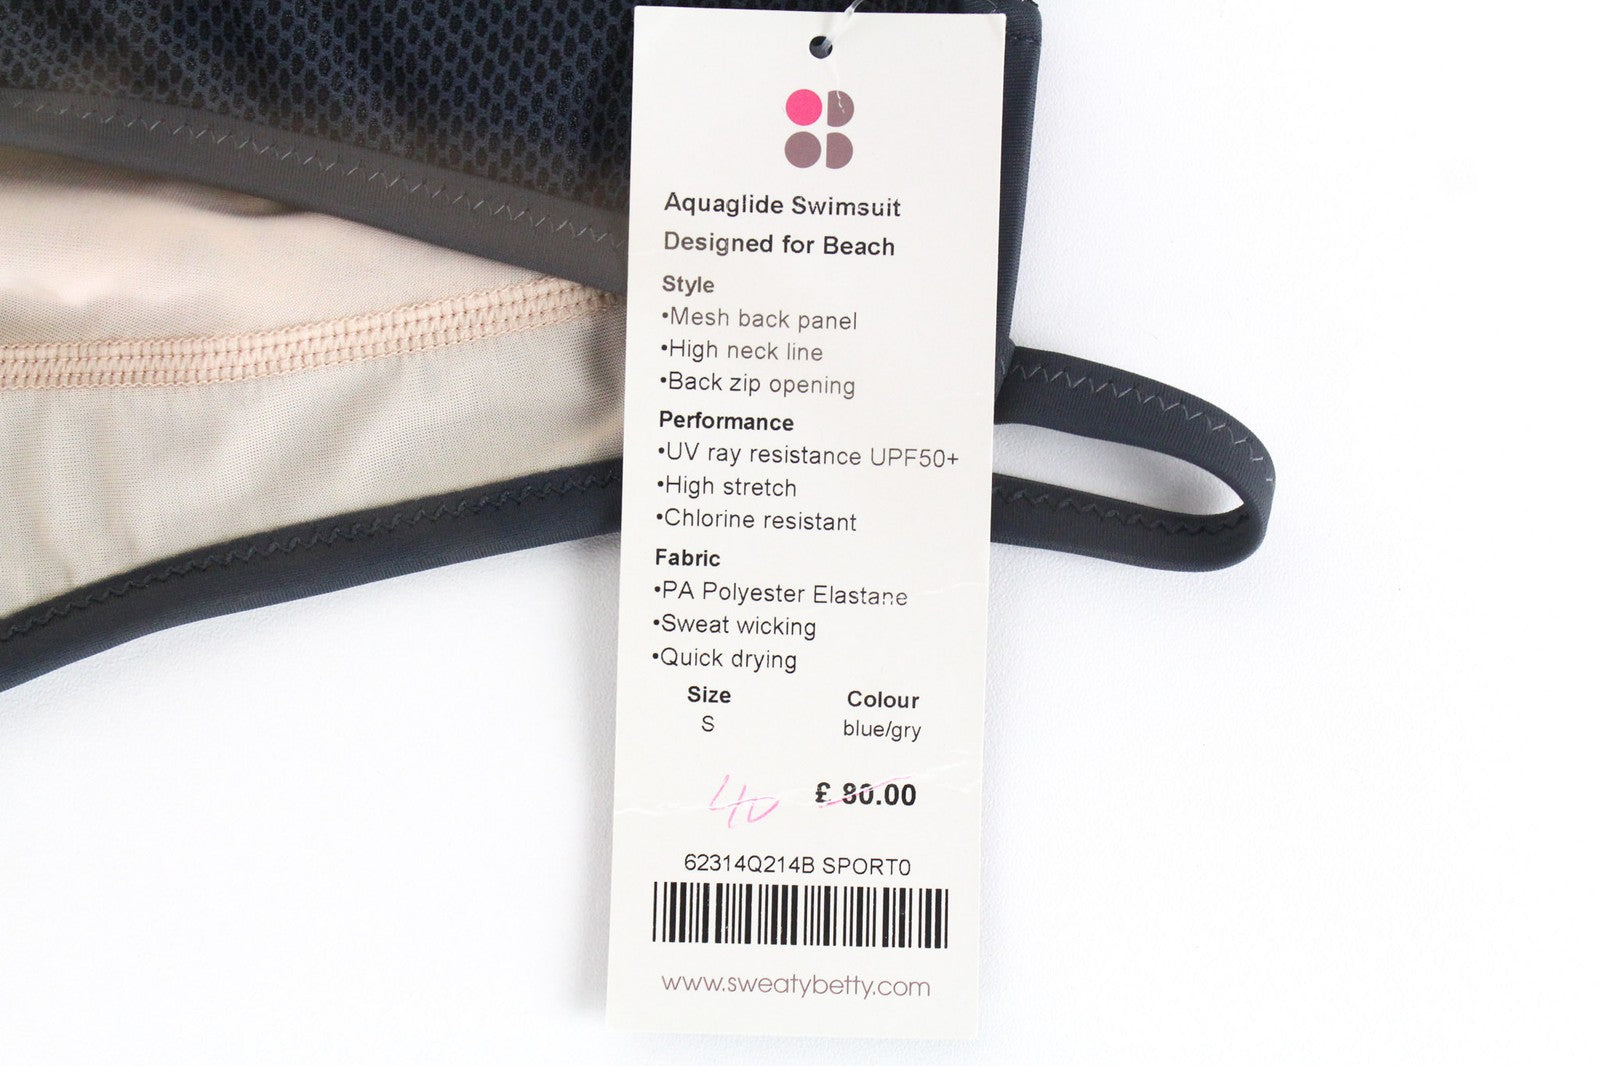 Aquaglide Swimsuit
Designed for Beach
Style
•Mesh back panel
•High neck line
•Back zip opening
Performance
•UV ray resistance UPF50+
•High stretch
•Chlorine resistant
Fabric
•PA Polyester Elastane
•Sweat wicking
•Quick drying
Size Colour
S blue/gry
40 £ 80.00
62314Q214B SPORT0
www.sweatybetty.com